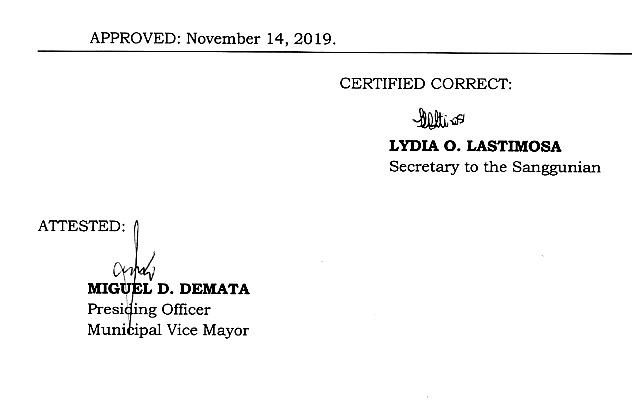 APPROVED: November 14, 2019.
CERTIFIED CORRECT:
LYDIA O. LASTIMOSA
Secretary to the Sanggunian
ATTESTED:
MIGUEL D. DEMATA
Presiding Officer
Municipal Vice Mayor